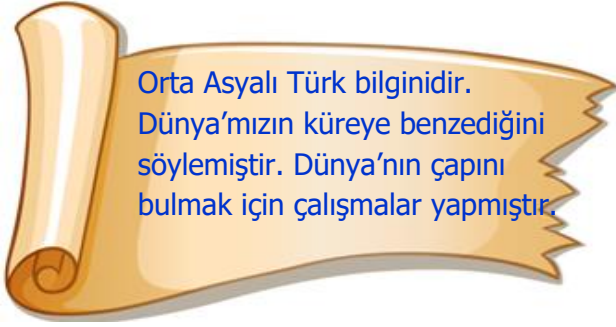 Orta Asyalı Türk bilginidir.
Dünya’mızın küreye benzediğini
söylemiştir. Dünya’nın çapını
bulmak için çalışmalar yapmıştır.